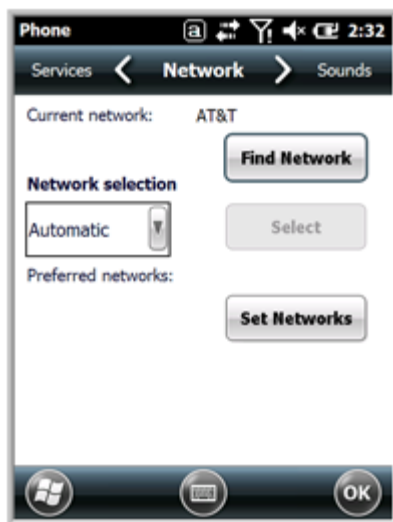 Phone a 2:32
Services Network Sounds
Current network: AT&T
Find Network
Network selection
Automatic
Select
Preferred networks:
Set Networks
OK